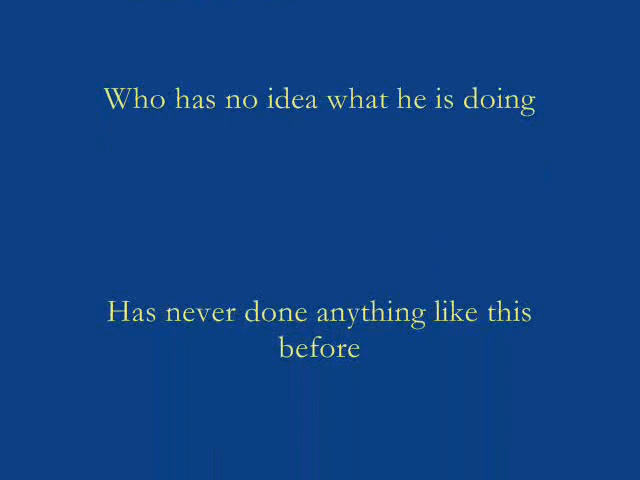 Who has no idea what he is doing
Has never done anything like this
before